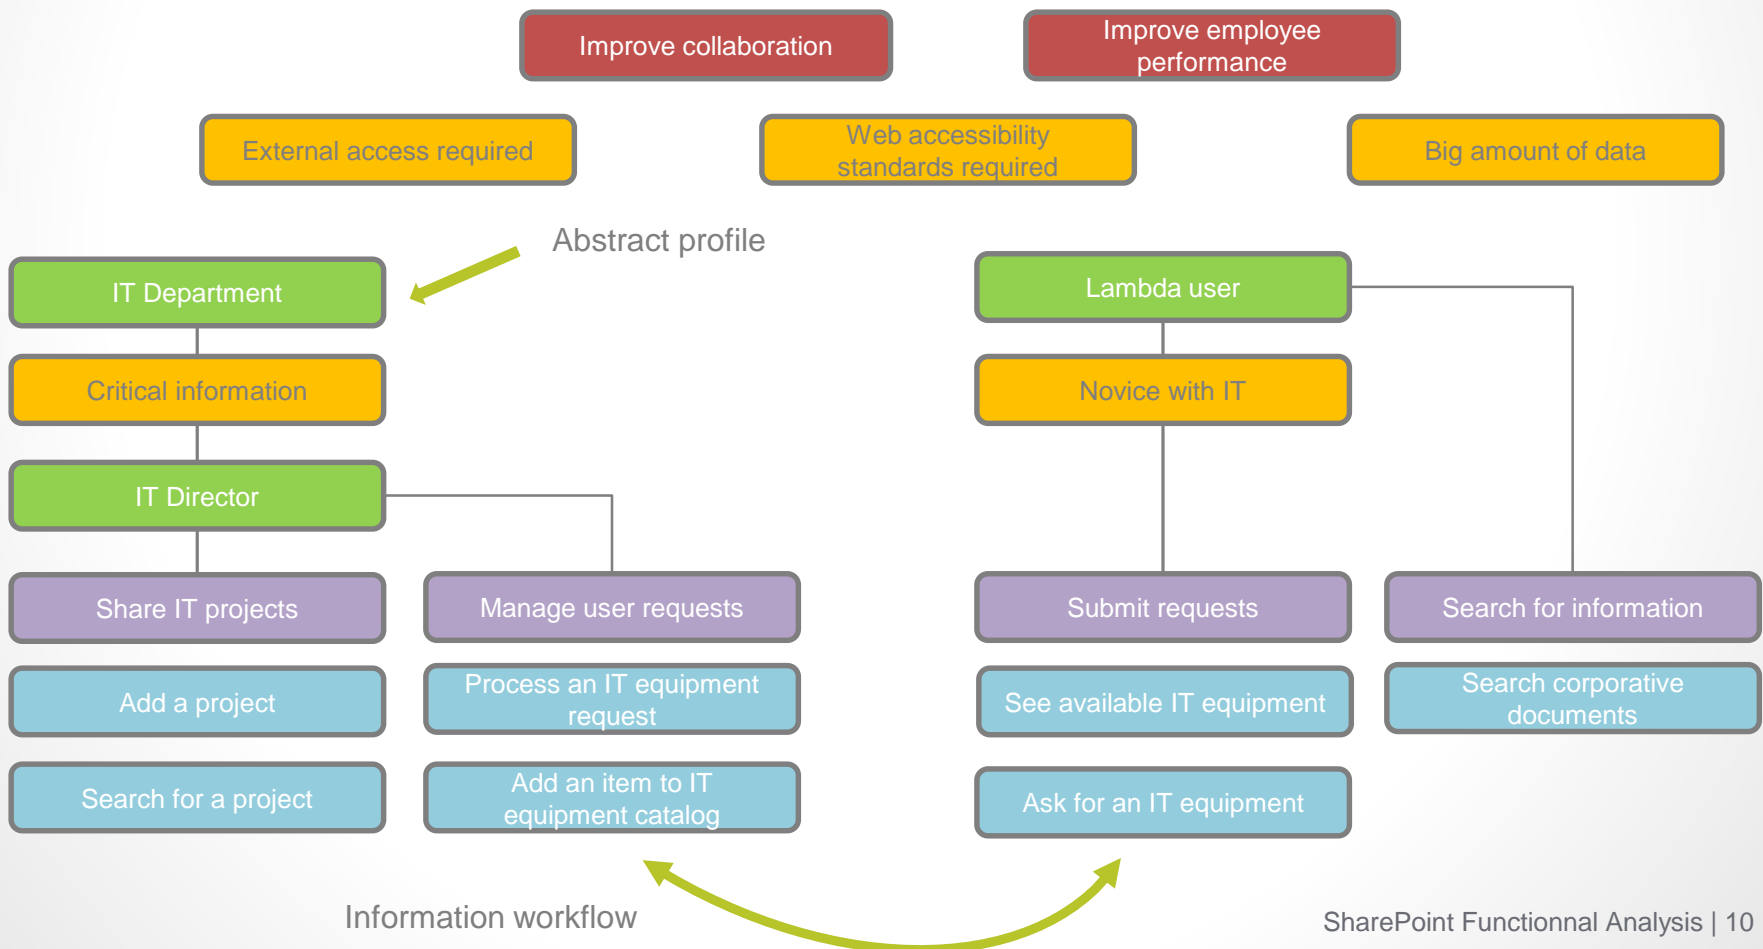 Improve collaboration
Improve employee
performance
External access required
Web accessibility
standards required
Big amount of data
Abstract profile
IT Department
Lambda user
Critical information
Novice with IT
IT Director
Share IT projects
Manage user requests
Submit requests
Search for information
Add a project
Process an IT equipment
request
See available IT equipment
Search corporative
documents
Search for a project
Add an item to IT
equipment catalog
Ask for an IT equipment
Information workflow
SharePoint Functionnal Analysis | 10